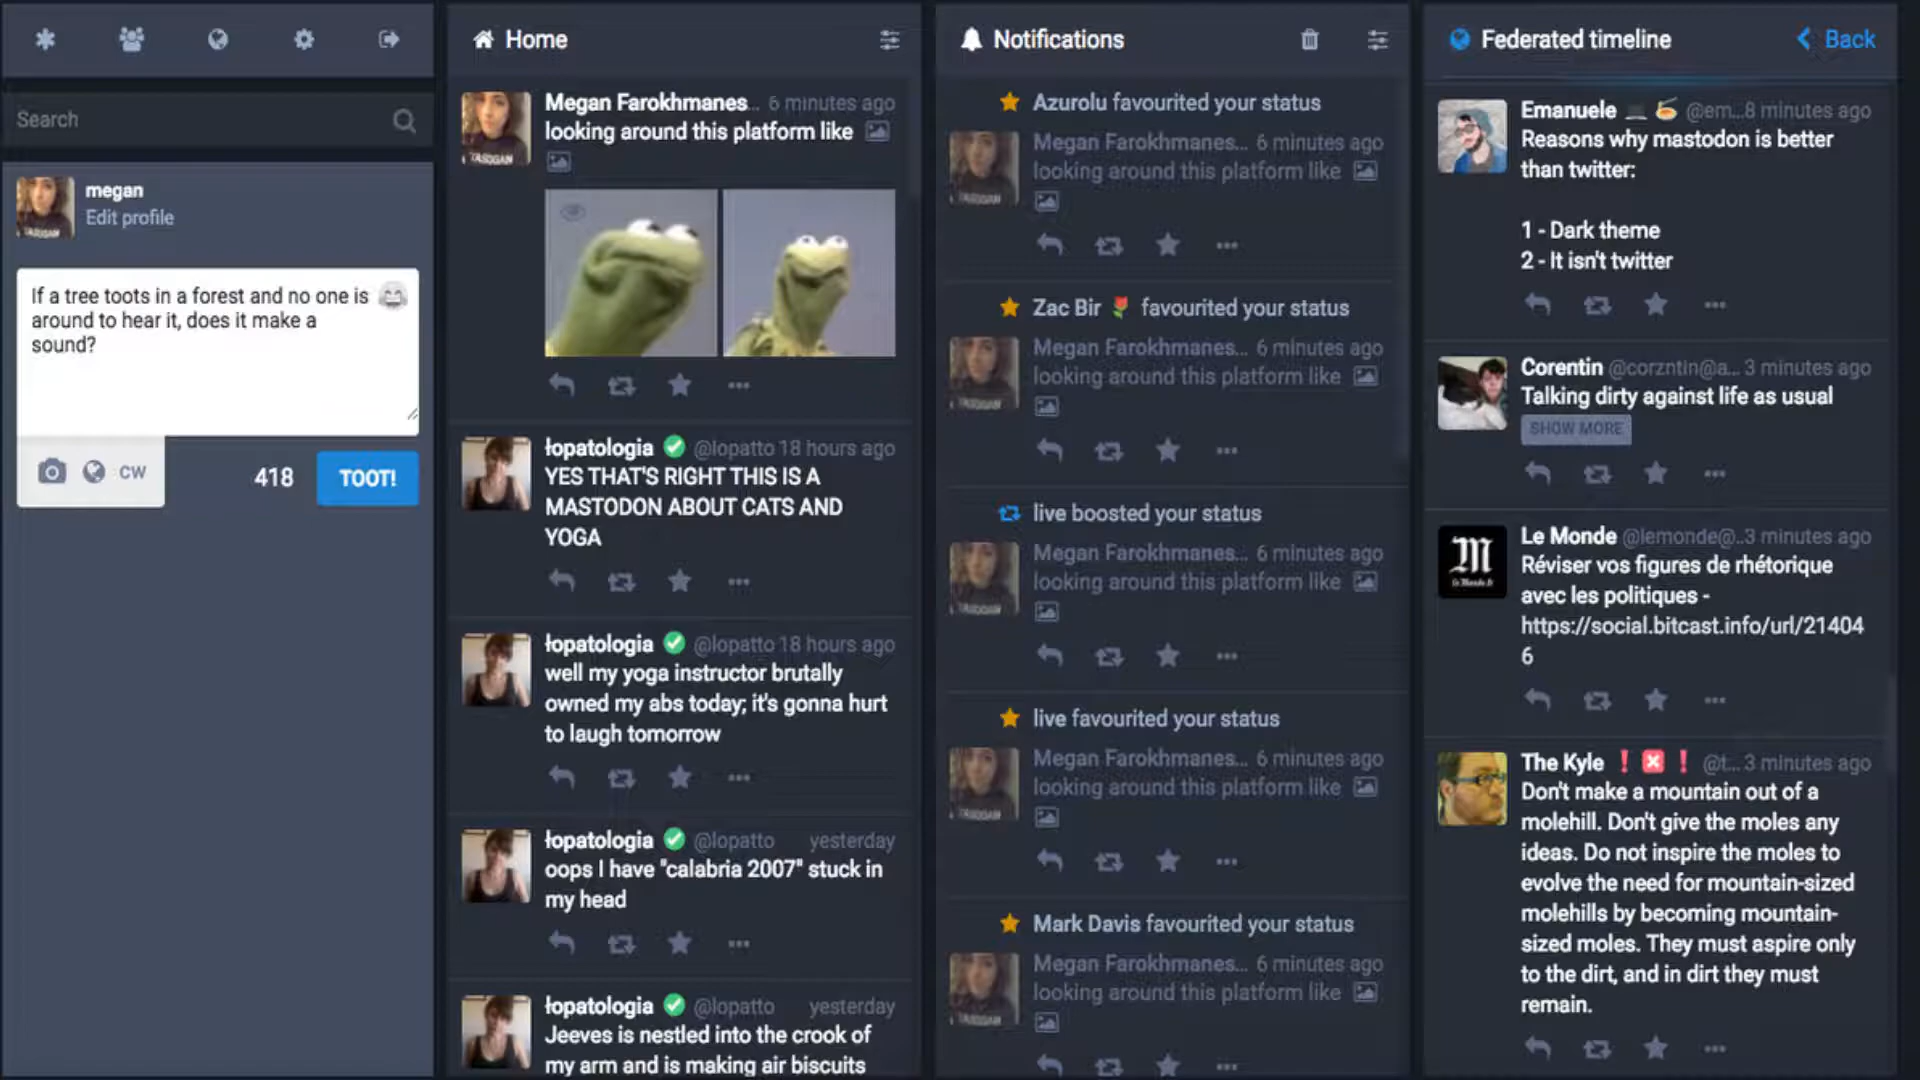 Search
megan
Edit profile
If a tree toots in a forest and no one is
around to hear it, does it make a
sound?
CW
418
TOOT!
Home
Megan Farokhmanes... 6 minutes ago
looking around this platform like
łopatologia @lopatto 18 hours ago
YES THAT'S RIGHT THIS IS A
MASTODON ABOUT CATS AND
YOGA
łopatologia @lopatto 18 hours ago
well my yoga instructor brutally
owned my abs today; it's gonna hurt
to laugh tomorrow
łopatologia @lopatto yesterday
oops I have "calabria 2007" stuck in
my head
łopatologia @lopatto yesterday
Jeeves is nestled into the crook of
my arm and is making air biscuits
Notifications
Azurolu favourited your status
Megan Farokhmanes... 6 minutes ago
looking around this platform like
Zac Bir 🌹 favourited your status
Megan Farokhmanes... 6 minutes ago
looking around this platform like
live boosted your status
Megan Farokhmanes... 6 minutes ago
looking around this platform like
live favourited your status
Megan Farokhmanes... 6 minutes ago
looking around this platform like
Mark Davis favourited your status
Megan Farokhmanes... 6 minutes ago
looking around this platform like
Federated timeline
Back
Emanuele 💻 🍜 @em...8 minutes ago
Reasons why mastodon is better
than twitter:
1 - Dark theme
2 - It isn't twitter
Corentin @corzntin@a... 3 minutes ago
Talking dirty against life as usual
SHOW MORE
Le Monde @lemonde@..3 minutes ago
Réviser vos figures de rhétorique
avec les politiques -
https://social.bitcast.info/url/21404
6
The Kyle ❗ ❎ ❗ @t... 3 minutes ago
Don't make a mountain out of a
molehill. Don't give the moles any
ideas. Do not inspire the moles to
evolve the need for mountain-sized
molehills by becoming mountain-
sized moles. They must aspire only
to the dirt, and in dirt they must
remain.